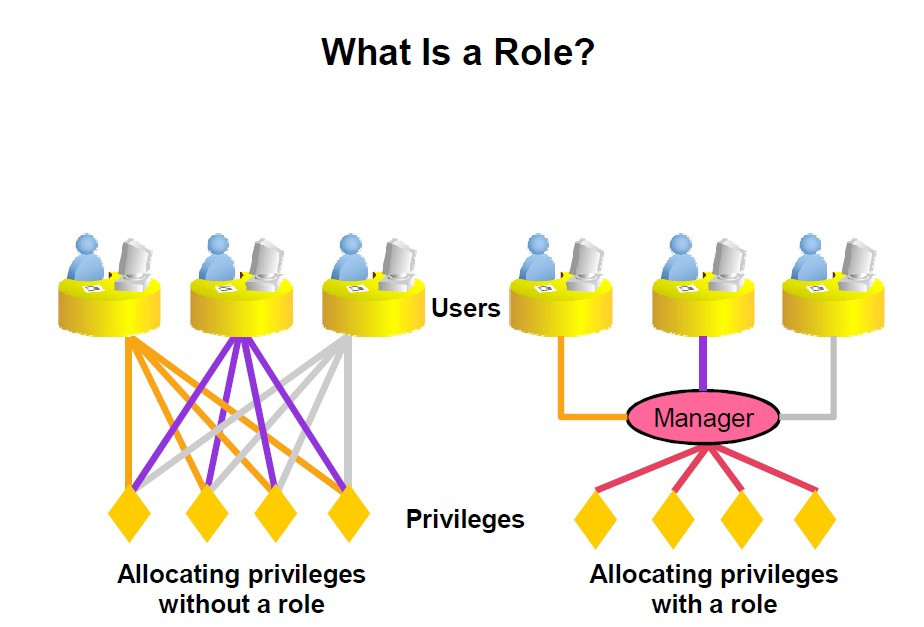 What Is a Role?
Users
Manager
Privileges
Allocating privileges
without a role
Allocating privileges
with a role